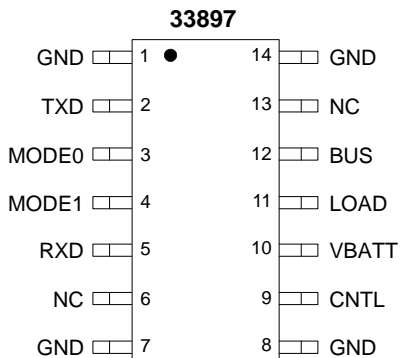 33897
GND 1 14 GND
TXD 2 13 NC
MODE0 3 12 BUS
MODE1 4 11 LOAD
RXD 5 10 VBATT
NC 6 9 CNTL
GND 7 8 GND